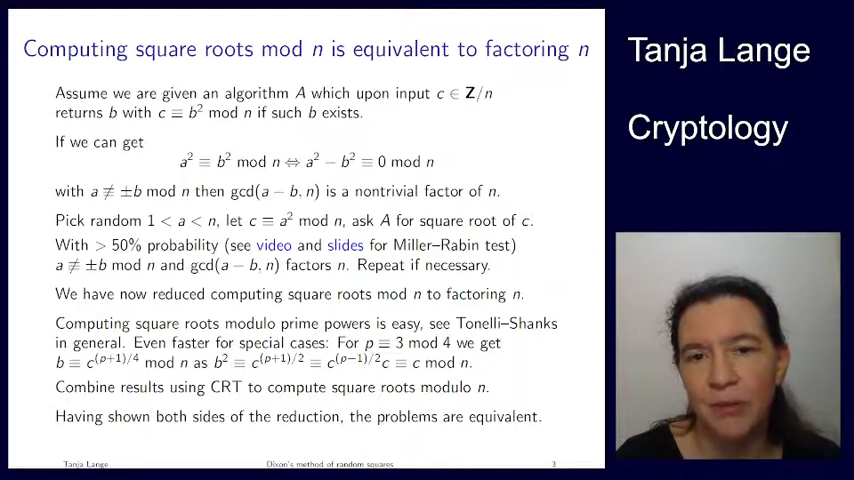 Computing square roots mod n is equivalent to factoring n
Assume we are given an algorithm A which upon input c ∈ Z/n
returns b with c ≡ b² mod n if such b exists.
If we can get
a² ≡ b² mod n ⇔ a² − b² ≡ 0 mod n
with a ≢ ±b mod n then gcd(a − b, n) is a nontrivial factor of n.
Pick random 1 < a < n, let c ≡ a² mod n, ask A for square root of c.
With > 50% probability (see video and slides for Miller–Rabin test)
a ≢ ±b mod n and gcd(a − b, n) factors n. Repeat if necessary.
We have now reduced computing square roots mod n to factoring n.
Computing square roots modulo prime powers is easy, see Tonelli–Shanks
in general. Even faster for special cases: For p ≡ 3 mod 4 we get
b ≡ c^(p+1)/4 mod n as b² ≡ c^(p+1)/2 ≡ c^(p−1)/2 c ≡ c mod n.
Combine results using CRT to compute square roots modulo n.
Having shown both sides of the reduction, the problems are equivalent.
Tanja Lange Dixon's method of random squares 3
Tanja Lange
Cryptology